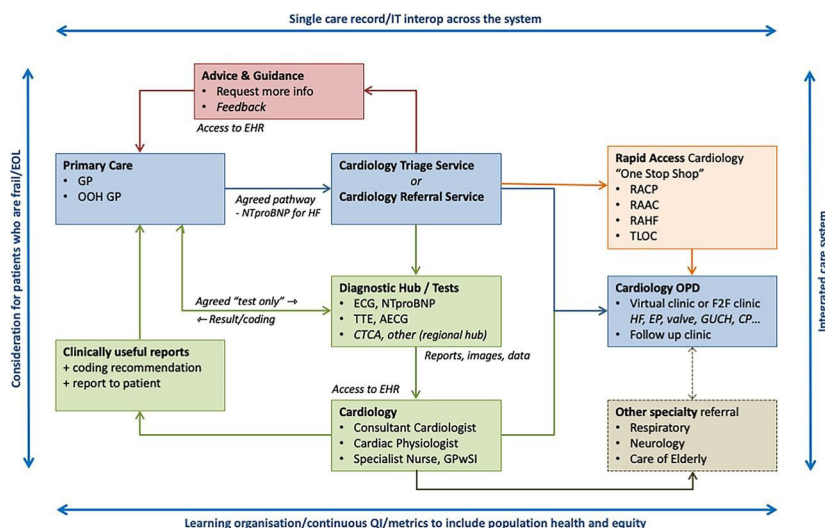 Single care record/IT interop across the system
Consideration for patients who are frail/EOL
Integrated care system
Advice & Guidance
• Request more info
• Feedback
Access to EHR
Primary Care
• GP
• OOH GP
Agreed pathway
- NTproBNP for HF
Cardiology Triage Service
or
Cardiology Referral Service
Rapid Access Cardiology
"One Stop Shop"
• RACP
• RAAC
• RAHF
• TLOC
Agreed "test only" →
← Result/coding
Diagnostic Hub / Tests
• ECG, NTproBNP
• TTE, AECG
• CTCA, other (regional hub)
Reports, images, data
Cardiology OPD
• Virtual clinic or F2F clinic
HF, EP, valve, GUCH, CP...
• Follow up clinic
Clinically useful reports
+ coding recommendation
+ report to patient
Access to EHR
Cardiology
• Consultant Cardiologist
• Cardiac Physiologist
• Specialist Nurse, GPwSI
Other specialty referral
• Respiratory
• Neurology
• Care of Elderly
Learning organisation/continuous QI/metrics to include population health and equity